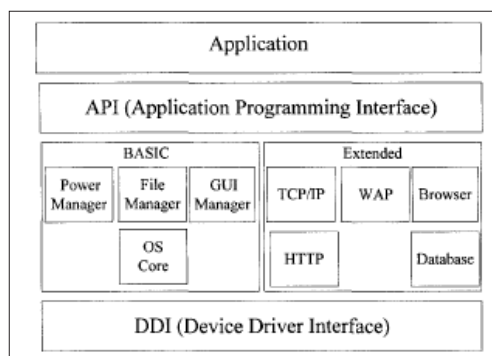 Application
API (Application Programming Interface)
BASIC
Power
Manager
File
Manager
GUI
Manager
OS
Core
Extended
TCP/IP
WAP
Browser
HTTP
Database
DDI (Device Driver Interface)